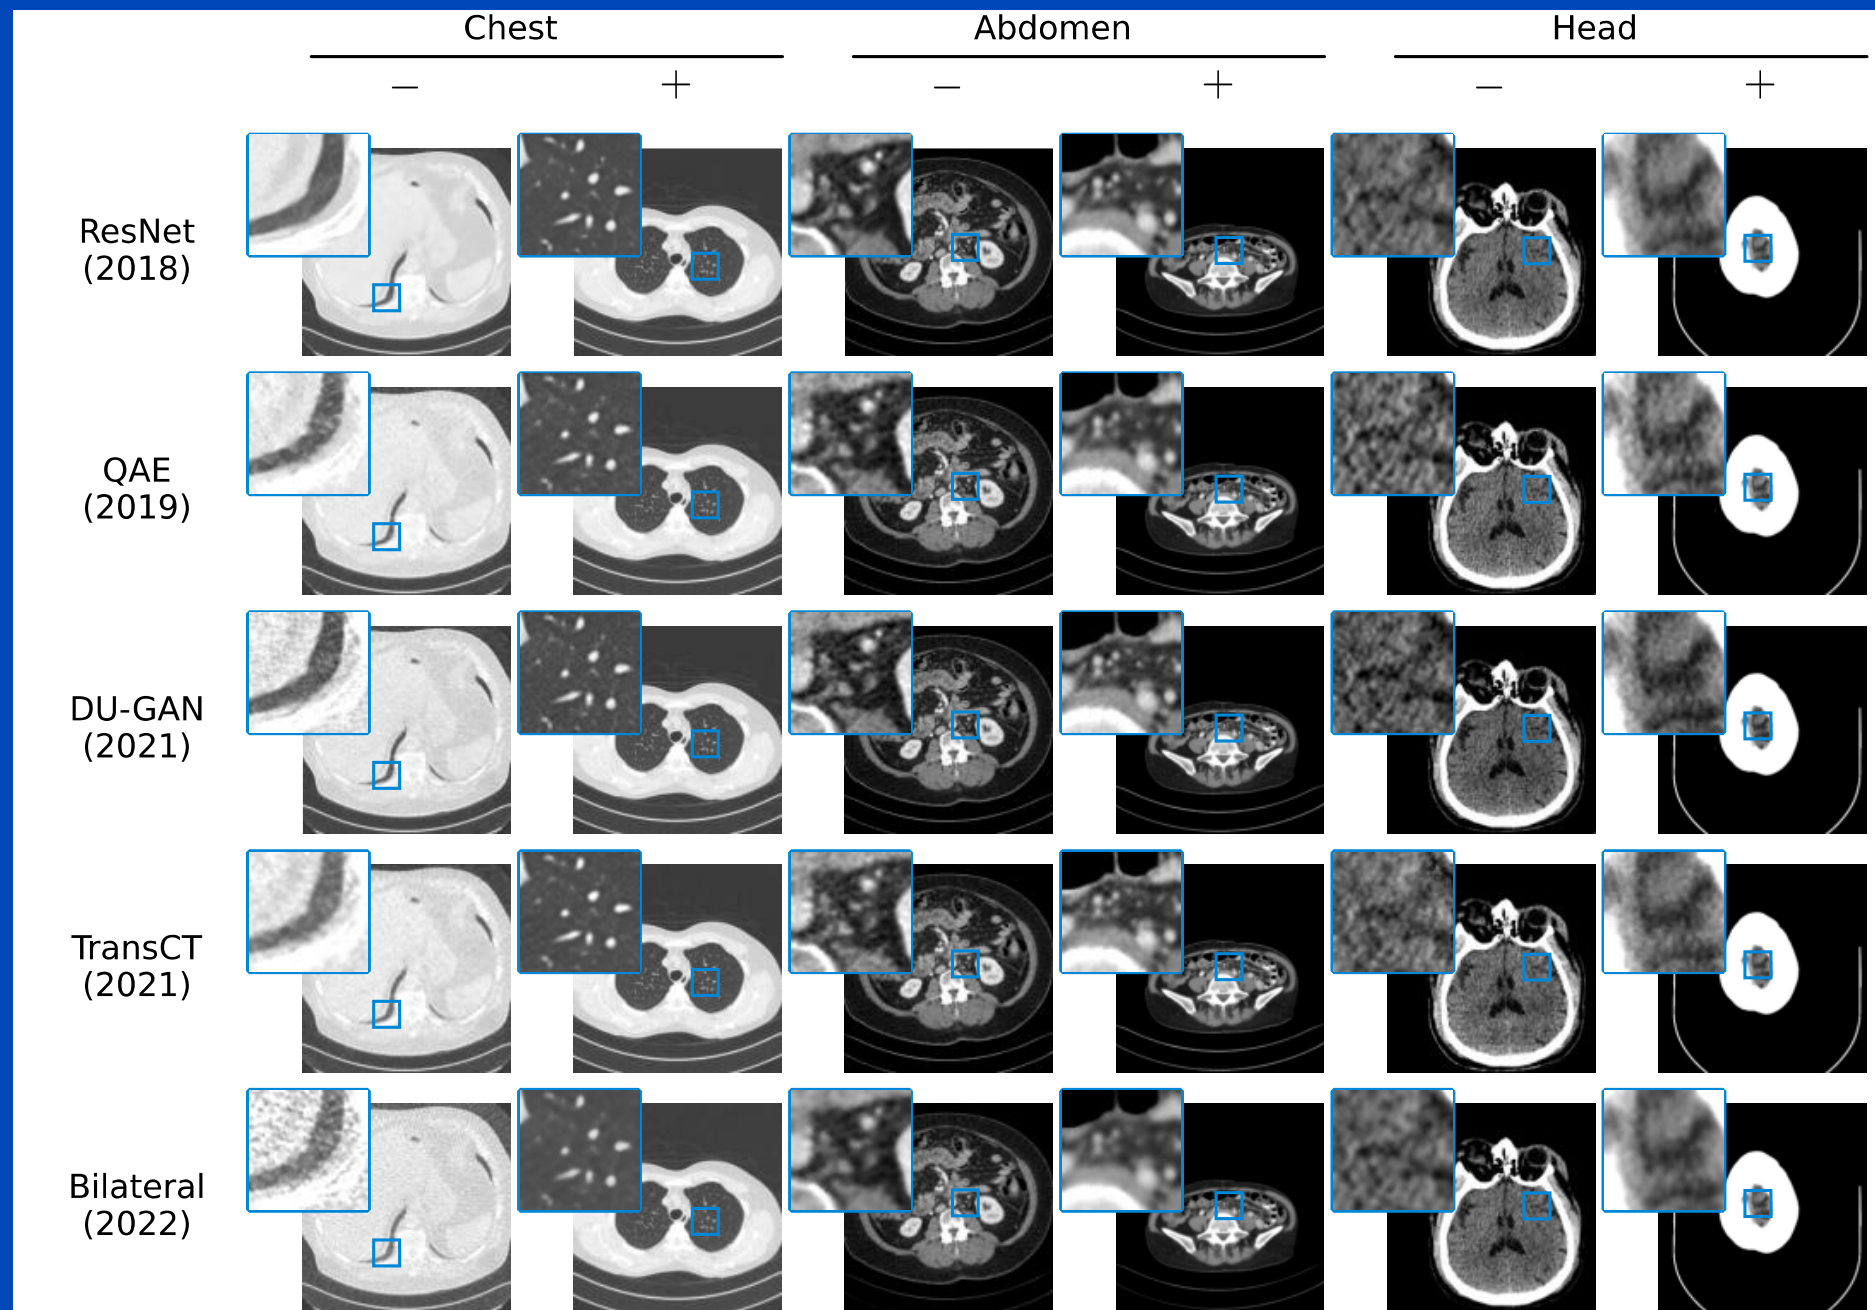 Chest Abdomen Head
− + − + − +
ResNet
(2018)
QAE
(2019)
DU-GAN
(2021)
TransCT
(2021)
Bilateral
(2022)